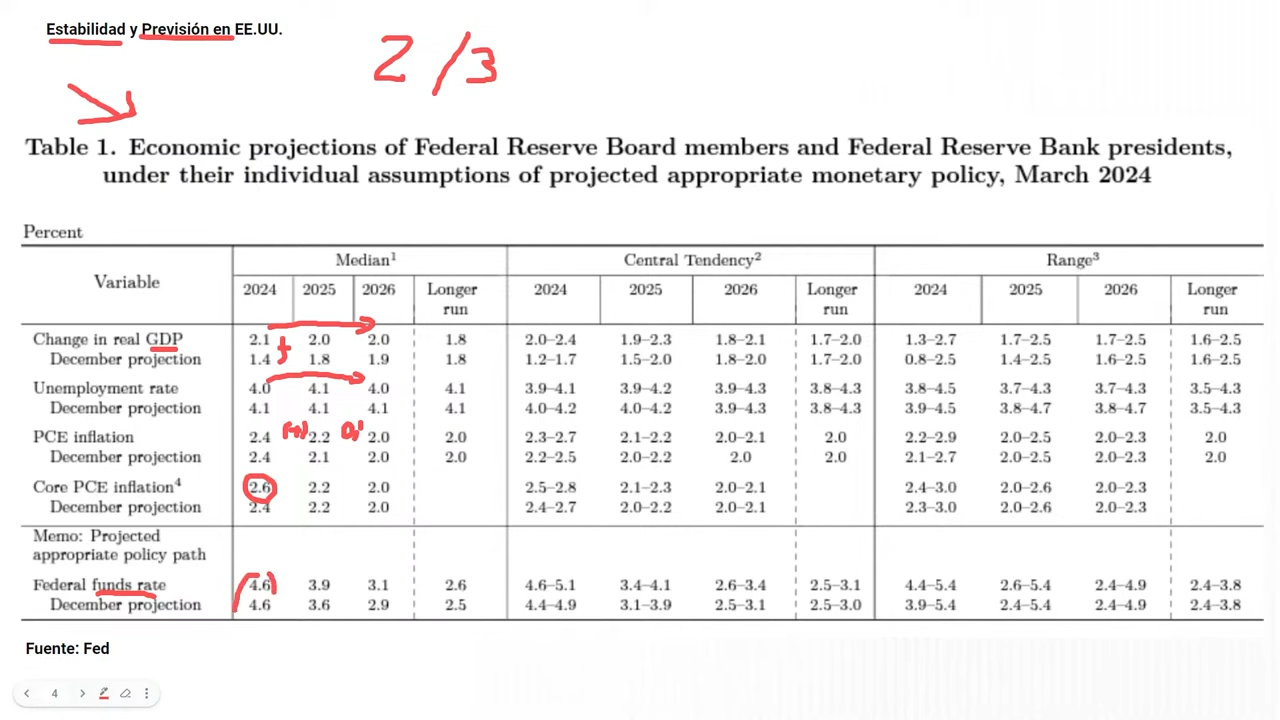 Estabilidad y Previsión en EE.UU.
2/3
Table 1. Economic projections of Federal Reserve Board members and Federal Reserve Bank presidents,
under their individual assumptions of projected appropriate monetary policy, March 2024
Percent
Variable Median1 Central Tendency2 Range3
2024 2025 2026 Longer run 2024 2025 2026 Longer run 2024 2025 2026 Longer run
Change in real GDP 2.1 2.0 2.0 1.8 2.0–2.4 1.9–2.3 1.8–2.1 1.7–2.0 1.3–2.7 1.7–2.5 1.7–2.5 1.6–2.5
December projection 1.4 1.8 1.9 1.8 1.2–1.7 1.5–2.0 1.8–2.0 1.7–2.0 0.8–2.5 1.4–2.5 1.6–2.5 1.6–2.5
Unemployment rate 4.0 4.1 4.0 4.1 3.9–4.1 3.9–4.2 3.9–4.3 3.8–4.3 3.8–4.5 3.7–4.3 3.7–4.3 3.5–4.3
December projection 4.1 4.1 4.1 4.1 4.0–4.2 4.0–4.2 3.9–4.3 3.8–4.3 3.9–4.5 3.8–4.7 3.8–4.7 3.5–4.3
PCE inflation 2.4 2.2 2.0 2.0 2.3–2.7 2.1–2.2 2.0–2.1 2.0 2.2–2.9 2.0–2.5 2.0–2.3 2.0
December projection 2.4 2.1 2.0 2.0 2.2–2.5 2.0–2.2 2.0 2.0 2.1–2.7 2.0–2.5 2.0–2.3 2.0
Core PCE inflation4 2.6 2.2 2.0 2.5–2.8 2.1–2.3 2.0–2.1 2.4–3.0 2.0–2.6 2.0–2.3
December projection 2.4 2.2 2.0 2.4–2.7 2.0–2.2 2.0–2.1 2.3–3.0 2.0–2.6 2.0–2.3
Memo: Projected
appropriate policy path
Federal funds rate 4.6 3.9 3.1 2.6 4.6–5.1 3.4–4.1 2.6–3.4 2.5–3.1 4.4–5.4 2.6–5.4 2.4–4.9 2.4–3.8
December projection 4.6 3.6 2.9 2.5 4.4–4.9 3.1–3.9 2.5–3.1 2.5–3.0 3.9–5.4 2.4–5.4 2.4–4.9 2.4–3.8
Fuente: Fed
4